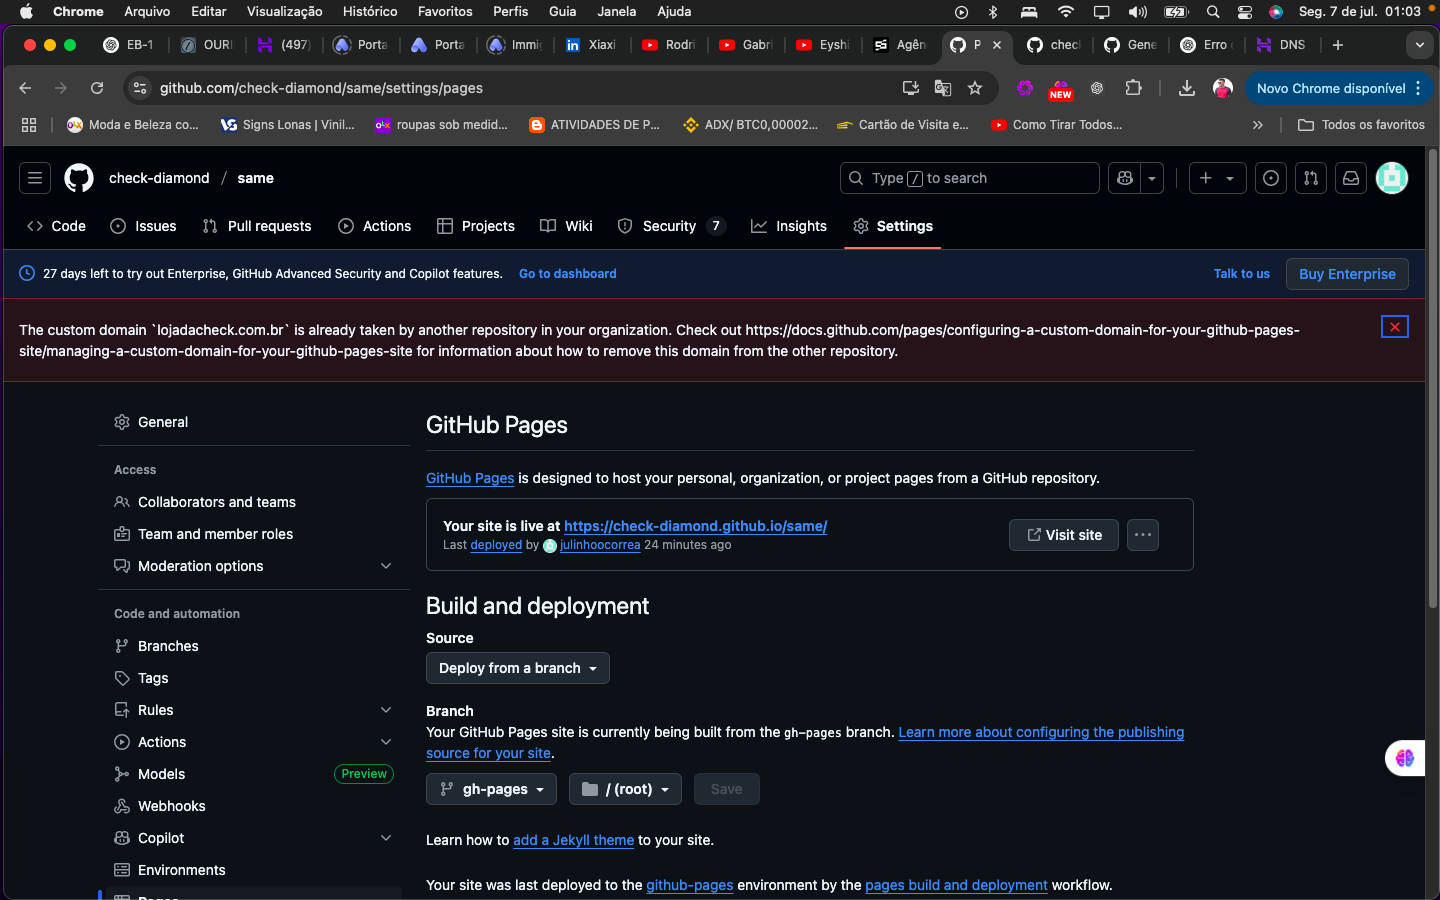 Chrome Arquivo Editar Visualização Histórico Favoritos Perfis Guia Janela Ajuda Seg. 7 de jul. 01:03
EB-1 OURI (497) Porta Porta Immig Xiaxi Rodri Gabri Eyshi Agên P chec Gene Erro DNS
github.com/check-diamond/same/settings/pages NEW Novo Chrome disponível
Moda e Beleza co... Signs Lonas | Vinil... roupas sob medid... ATIVIDADES DE P... ADX/ BTC0,00002... Cartão de Visita e... Como Tirar Todos... Todos os favoritos
check-diamond / same Type / to search
Code Issues Pull requests Actions Projects Wiki Security 7 Insights Settings
27 days left to try out Enterprise, GitHub Advanced Security and Copilot features. Go to dashboard Talk to us Buy Enterprise
The custom domain `lojadacheck.com.br` is already taken by another repository in your organization. Check out https://docs.github.com/pages/configuring-a-custom-domain-for-your-github-pages-
site/managing-a-custom-domain-for-your-github-pages-site for information about how to remove this domain from the other repository.
General
Access
Collaborators and teams
Team and member roles
Moderation options
Code and automation
Branches
Tags
Rules
Actions
Models Preview
Webhooks
Copilot
Environments
Pages
GitHub Pages
GitHub Pages is designed to host your personal, organization, or project pages from a GitHub repository.
Your site is live at https://check-diamond.github.io/same/
Last deployed by julinhoocorrea 24 minutes ago
Visit site
Build and deployment
Source
Deploy from a branch
Branch
Your GitHub Pages site is currently being built from the gh-pages branch. Learn more about configuring the publishing
source for your site.
gh-pages / (root) Save
Learn how to add a Jekyll theme to your site.
Your site was last deployed to the github-pages environment by the pages build and deployment workflow.